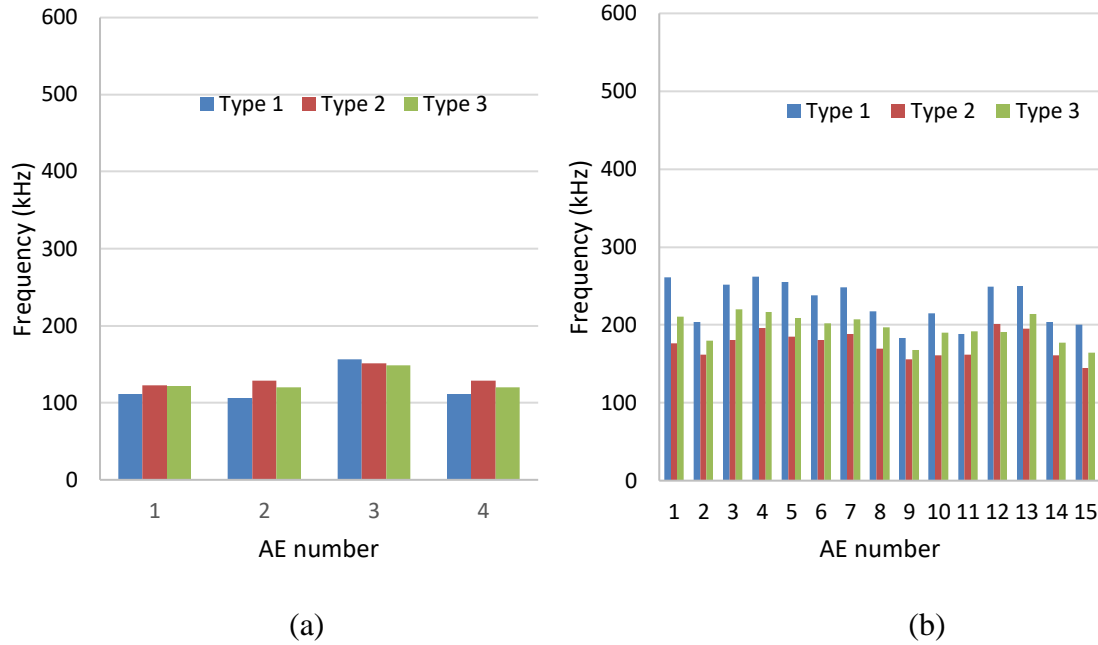 600
500
400
300
200
100
0
Frequency (kHz)
Type 1 Type 2 Type 3
1 2 3 4
AE number
(a)
600
500
400
300
200
100
0
Frequency (kHz)
Type 1 Type 2 Type 3
1 2 3 4 5 6 7 8 9 10 11 12 13 14 15
AE number
(b)